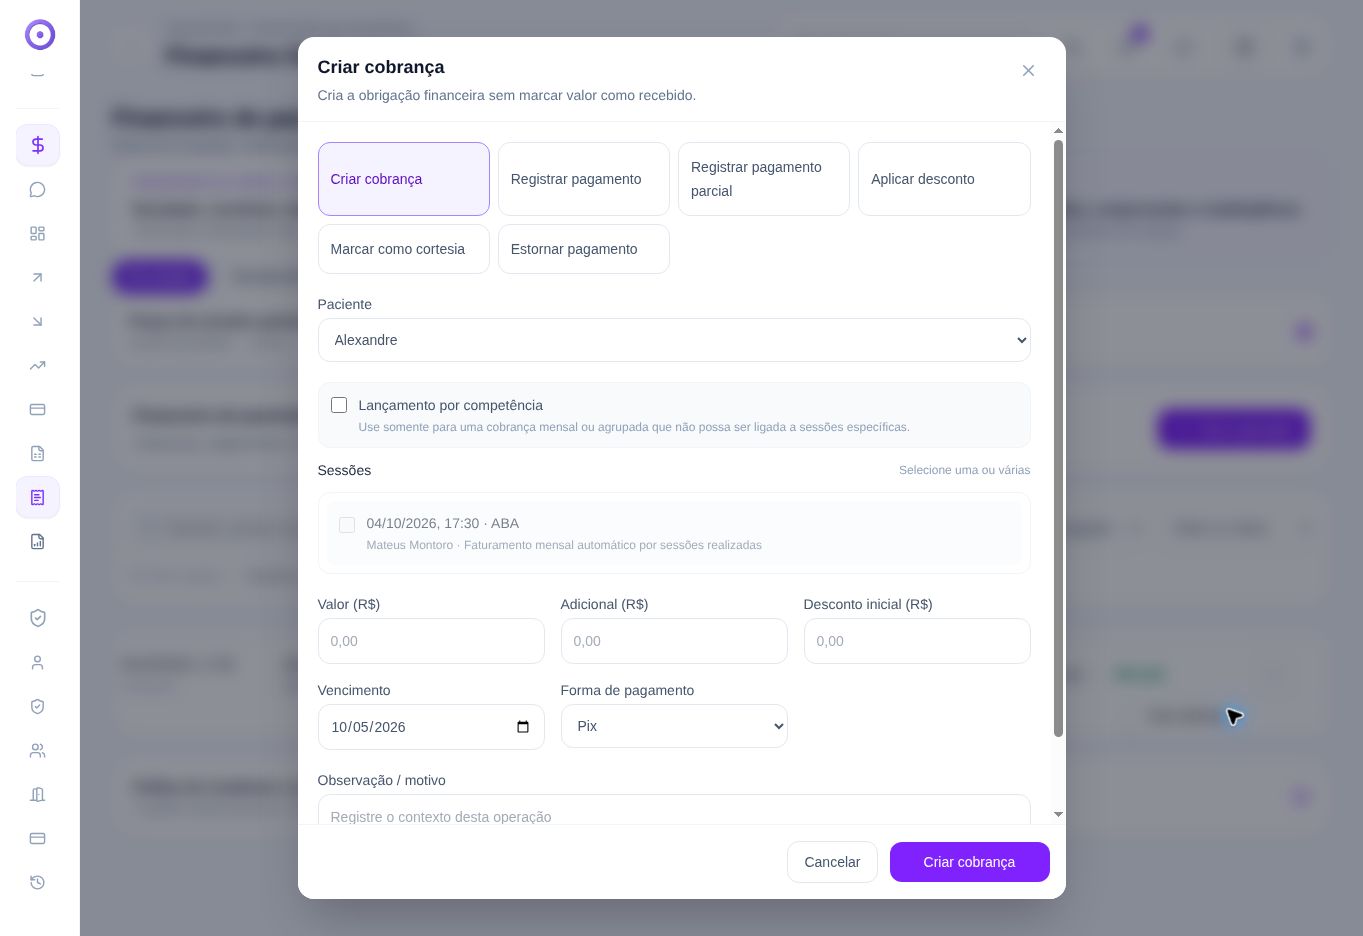 Criar cobrança
Cria a obrigação financeira sem marcar valor como recebido.
Criar cobrança
Registrar pagamento
Registrar pagamento
parcial
Aplicar desconto
Marcar como cortesia
Estornar pagamento
Paciente
Alexandre
Lançamento por competência
Use somente para uma cobrança mensal ou agrupada que não possa ser ligada a sessões específicas.
Sessões
Selecione uma ou várias
04/10/2026, 17:30 · ABA
Mateus Montoro · Faturamento mensal automático por sessões realizadas
Valor (R$)
Adicional (R$)
Desconto inicial (R$)
0,00
0,00
0,00
Vencimento
Forma de pagamento
10/05/2026
Pix
Observação / motivo
Registre o contexto desta operação
Cancelar
Criar cobrança